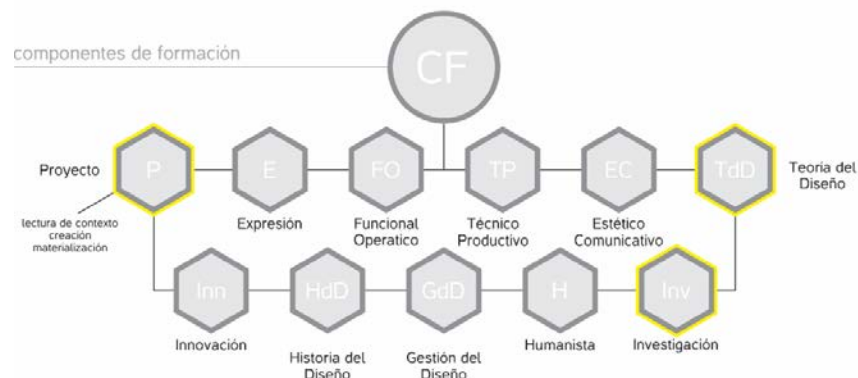 componentes de formación
CF
Proyecto
P
E
FO
TP
EC
TdD
Teoría del
Diseño
lectura de contexto
creación
materialización
Expresión
Funcional
Operatico
Técnico
Productivo
Estético
Comunicativo
Inn
HdD
GdD
H
Inv
Innovación
Historia del
Diseño
Gestión del
Diseño
Humanista
Investigación